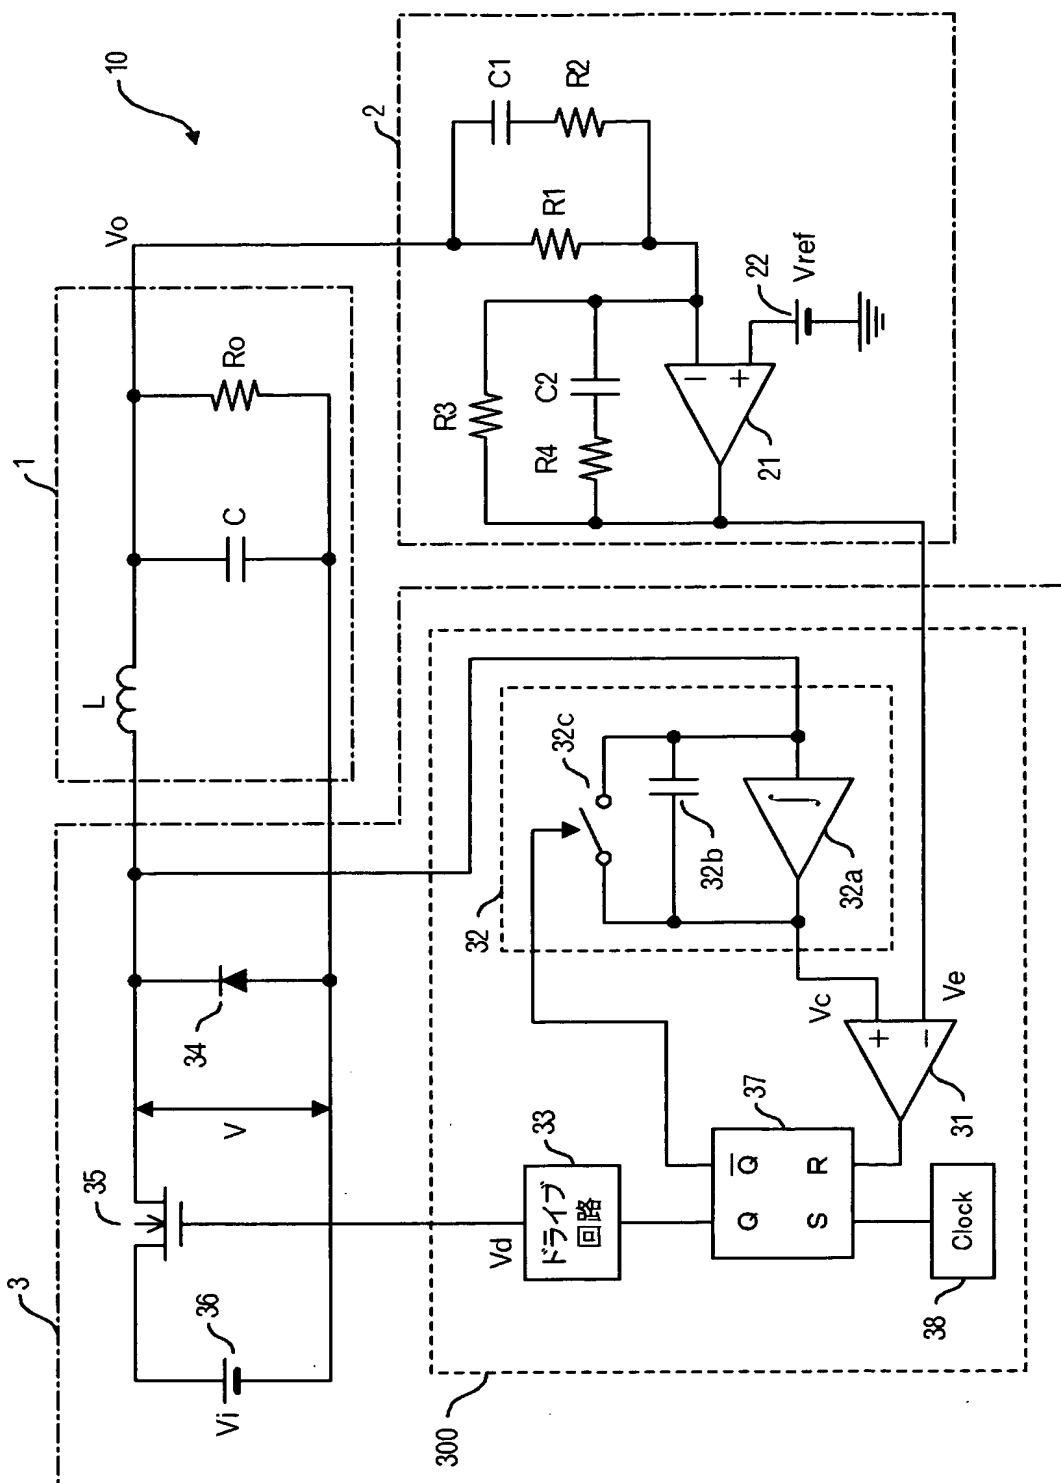 10
3
Vi
36
35
V
34
L
1
C
Ro
Vo
2
C1
R2
R1
R3
R4
C2
−
+
21
22
Vref
300
Vd
33
ドライブ
回路
32
32c
32b
∫
32a
Vc
Ve
+
−
31
37
Q
Q̅
S
R
Clock
38